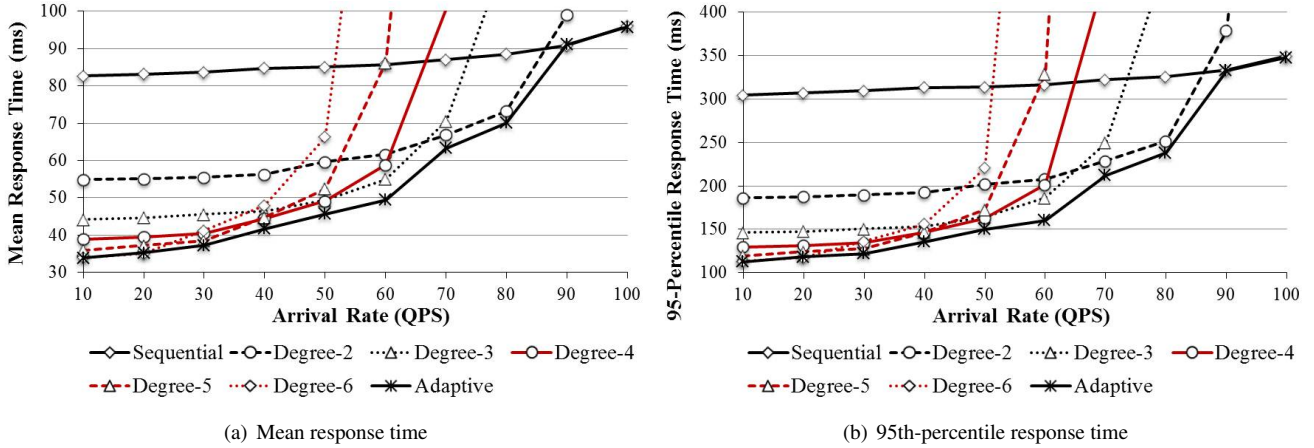 Mean Response Time (ms)
100
90
80
70
60
50
40
30
10 20 30 40 50 60 70 80 90 100
Arrival Rate (QPS)
Sequential Degree-2 Degree-3 Degree-4
Degree-5 Degree-6 Adaptive
(a) Mean response time
95-Percentile Response Time (ms)
400
350
300
250
200
150
100
10 20 30 40 50 60 70 80 90 100
Arrival Rate (QPS)
Sequential Degree-2 Degree-3 Degree-4
Degree-5 Degree-6 Adaptive
(b) 95th-percentile response time